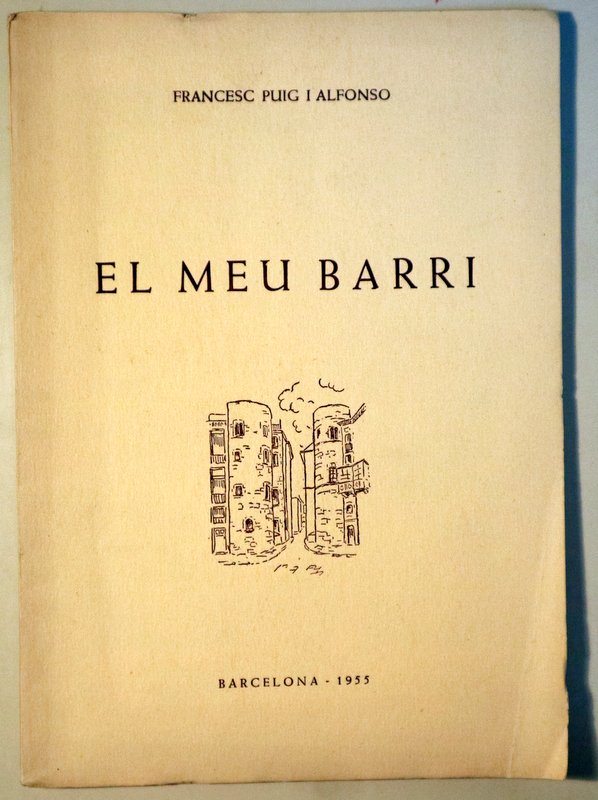 FRANCESC PUIG I ALFONSO
EL MEU BARRI
BARCELONA - 1955